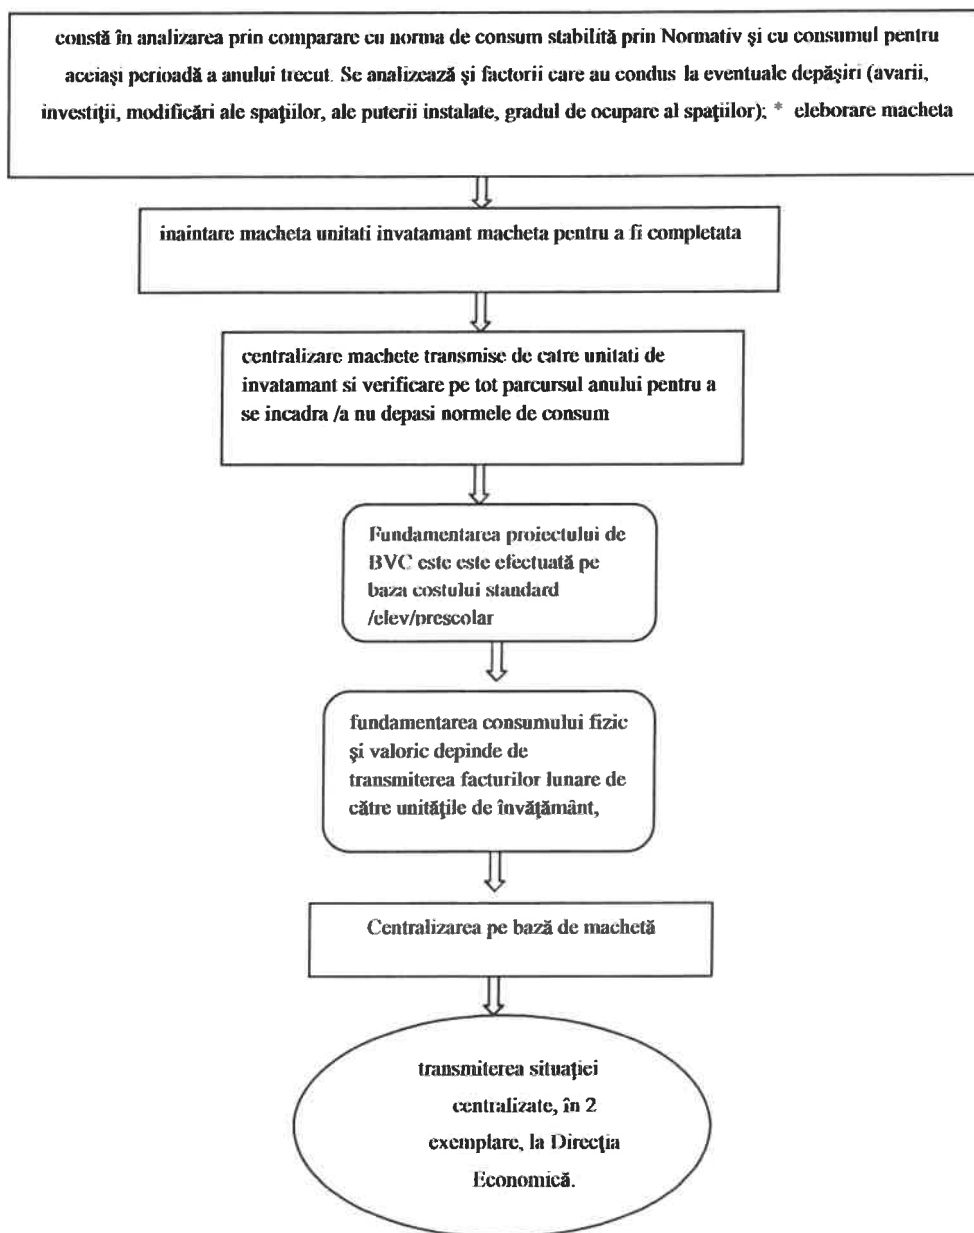 constă în analizarea prin comparare cu norma de consum stabilită prin Normativ şi cu consumul pentru
aceiaşi perioadă a anului trecut. Se analizează şi factorii care au condus la eventuale depăşiri (avarii,
investiţii, modificări ale spaţiilor, ale puterii instalate, gradul de ocupare al spaţiilor); * eleborare macheta
inaintare macheta unitati invatamant macheta pentru a fi completata
centralizare machete transmise de catre unitati de
invatamant si verificare pe tot parcursul anului pentru a
se incadra /a nu depasi normele de consum
Fundamentarea proiectului de
BVC este este efectuată pe
baza costului standard
/elev/prescolar
fundamentarea consumului fizic
şi valoric depinde de
transmiterea facturilor lunare de
către unităţile de învăţământ,
Centralizarea pe bază de machetă
transmiterea situaţiei
centralizate, în 2
exemplare, la Direcţia
Economică.